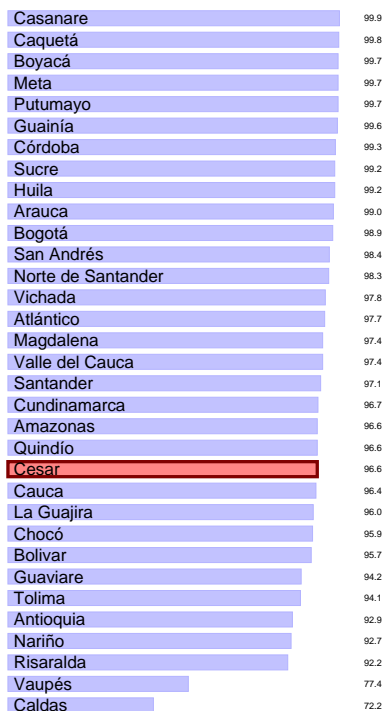 Casanare 99.9
Caquetá 99.8
Boyacá 99.7
Meta 99.7
Putumayo 99.7
Guainía 99.6
Córdoba 99.3
Sucre 99.2
Huila 99.2
Arauca 99.0
Bogotá 98.9
San Andrés 98.4
Norte de Santander 98.3
Vichada 97.8
Atlántico 97.7
Magdalena 97.4
Valle del Cauca 97.4
Santander 97.1
Cundinamarca 96.7
Amazonas 96.6
Quindío 96.6
Cesar 96.6
Cauca 96.4
La Guajira 96.0
Chocó 95.9
Bolivar 95.7
Guaviare 94.2
Tolima 94.1
Antioquia 92.9
Nariño 92.7
Risaralda 92.2
Vaupés 77.4
Caldas 72.2